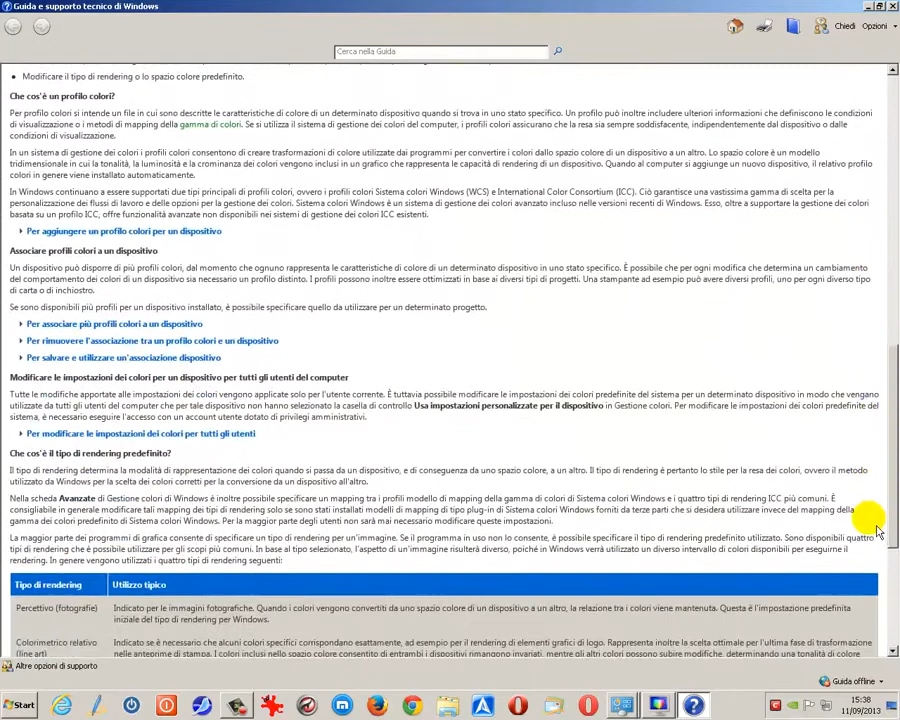 Guida e supporto tecnico di Windows
Chiedi Opzioni
Cerca nella Guida
Modificare il tipo di rendering o lo spazio colore predefinito.
Che cos'è un profilo colori?
Per profilo colori si intende un file in cui sono descritte le caratteristiche di colore di un determinato dispositivo quando si trova in uno stato specifico. Un profilo può inoltre includere ulteriori informazioni che definiscono le condizioni
di visualizzazione o i metodi di mapping della gamma di colori. Se si utilizza il sistema di gestione dei colori del computer, i profili colori assicurano che la resa sia sempre soddisfacente, indipendentemente dal dispositivo o dalle
condizioni di visualizzazione.
In un sistema di gestione dei colori i profili colori consentono di creare trasformazioni di colore utilizzate dai programmi per convertire i colori dallo spazio colore di un dispositivo a un altro. Lo spazio colore è un modello
tridimensionale in cui la tonalità, la luminosità e la crominanza dei colori vengono inclusi in un grafico che rappresenta le capacità di rendering di un dispositivo. Quando al computer si aggiunge un nuovo dispositivo, il relativo profilo
colori in genere viene installato automaticamente.
In Windows continuano a essere supportati due tipi principali di profili colori, ovvero i profili colori Sistema colori Windows (WCS) e International Color Consortium (ICC). Ciò garantisce una vastissima gamma di scelta per la
personalizzazione dei flussi di lavoro e delle opzioni per la gestione dei colori. Sistema colori Windows è un sistema di gestione dei colori avanzato incluso nelle versioni recenti di Windows. Esso, oltre a supportare la gestione dei colori
basata su un profilo ICC, offre funzionalità avanzate non disponibili nei sistemi di gestione dei colori ICC esistenti.
Per aggiungere un profilo colori per un dispositivo
Associare profili colori a un dispositivo
Un dispositivo può disporre di più profili colori, dal momento che ognuno rappresenta le caratteristiche di colore di un determinato dispositivo in uno stato specifico. È possibile che per ogni modifica che determina un cambiamento
del comportamento dei colori di un dispositivo sia necessario un profilo distinto. I profili possono inoltre essere ottimizzati in base ai diversi tipi di progetti. Una stampante ad esempio può avere diversi profili, uno per ogni diverso tipo
di carta o di inchiostro.
Se sono disponibili più profili per un dispositivo installato, è possibile specificare quello da utilizzare per un determinato progetto.
Per associare più profili colori a un dispositivo
Per rimuovere l'associazione tra un profilo colori e un dispositivo
Per salvare e utilizzare un'associazione dispositivo
Modificare le impostazioni dei colori per un dispositivo per tutti gli utenti del computer
Tutte le modifiche apportate alle impostazioni dei colori vengono applicate solo per l'utente corrente. È tuttavia possibile modificare le impostazioni dei colori predefinite del sistema per un determinato dispositivo in modo che vengano
utilizzate da tutti gli utenti del computer che per tale dispositivo non hanno selezionato la casella di controllo Usa impostazioni personalizzate per il dispositivo in Gestione colori. Per modificare le impostazioni dei colori predefinite del
sistema, è necessario eseguire l'accesso con un account utente dotato di privilegi amministrativi.
Per modificare le impostazioni dei colori per tutti gli utenti
Che cos'è il tipo di rendering predefinito?
Il tipo di rendering determina la modalità di rappresentazione dei colori quando si passa da un dispositivo, e di conseguenza da uno spazio colore, a un altro. Il tipo di rendering è pertanto lo stile per la resa dei colori, ovvero il metodo
utilizzato da Windows per la scelta dei colori corretti per la conversione da un dispositivo all'altro.
Nella scheda Avanzate di Gestione colori di Windows è inoltre possibile specificare un mapping tra i profili modello di mapping della gamma di colori di Sistema colori Windows e i quattro tipi di rendering ICC più comuni. È
consigliabile in generale modificare tali mapping dei tipi di rendering solo se sono stati installati modelli di mapping di tipo plug-in di Sistema colori Windows forniti da terze parti che si desidera utilizzare invece del mapping della
gamma dei colori predefinito di Sistema colori Windows. Per la maggior parte degli utenti non sarà mai necessario modificare queste impostazioni.
La maggior parte dei programmi di grafica consente di specificare un tipo di rendering per un'immagine. Se il programma in uso non lo consente, è possibile specificare il tipo di rendering predefinito utilizzato. Sono disponibili quattro
tipi di rendering che è possibile utilizzare per gli scopi più comuni. In base al tipo selezionato, l'aspetto di un'immagine risulterà diverso, poiché in Windows verrà utilizzato un diverso intervallo di colori disponibili per eseguirne il
rendering. In genere vengono utilizzati i quattro tipi di rendering seguenti:
Tipo di rendering Utilizzo tipico
Percettivo (fotografie) Indicato per le immagini fotografiche. Quando i colori vengono convertiti da uno spazio colore di un dispositivo a un altro, la relazione tra i colori viene mantenuta. Questa è l'impostazione predefinita
iniziale del tipo di rendering per Windows.
Colorimetrico relativo Indicato se è necessario che alcuni colori specifici corrispondano esattamente, ad esempio per il rendering di elementi grafici di logo. Rappresenta inoltre la scelta ottimale per l'ultima fase di trasformazione
(line art) nelle anteprime di stampa. I colori inclusi nello spazio colore consentito di entrambi i dispositivi rimangono invariati, mentre gli altri colori possono subire modifiche, determinando una tonalità di colore
Altre opzioni di supporto
Guida offline
Start
15:38
11/09/2013